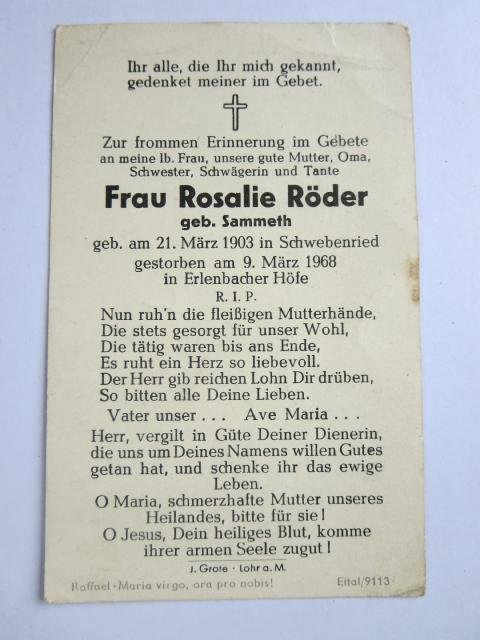 Ihr alle, die Ihr mich gekannt,
gedenket meiner im Gebet.
Zur frommen Erinnerung im Gebete
an meine lb. Frau, unsere gute Mutter, Oma,
Schwester, Schwägerin und Tante
Frau Rosalie Röder
geb. Sammeth
geb. am 21. März 1903 in Schwebenried
gestorben am 9. März 1968
in Erlenbacher Höfe
R. I. P.
Nun ruh'n die fleißigen Mutterhände,
Die stets gesorgt für unser Wohl,
Die tätig waren bis ans Ende,
Es ruht ein Herz so liebevoll.
Der Herr gib reichen Lohn Dir drüben,
So bitten alle Deine Lieben.
Vater unser . . . Ave Maria . . .
Herr, vergilt in Güte Deiner Dienerin,
die uns um Deines Namens willen Gutes
getan hat, und schenke ihr das ewige
Leben.
O Maria, schmerzhafte Mutter unseres
Heilandes, bitte für sie!
O Jesus, Dein heiliges Blut, komme
ihrer armen Seele zugut!
J. Grote · Lohr a. M.
Raffael · Maria virgo, ora pro nobis! Eital/9113